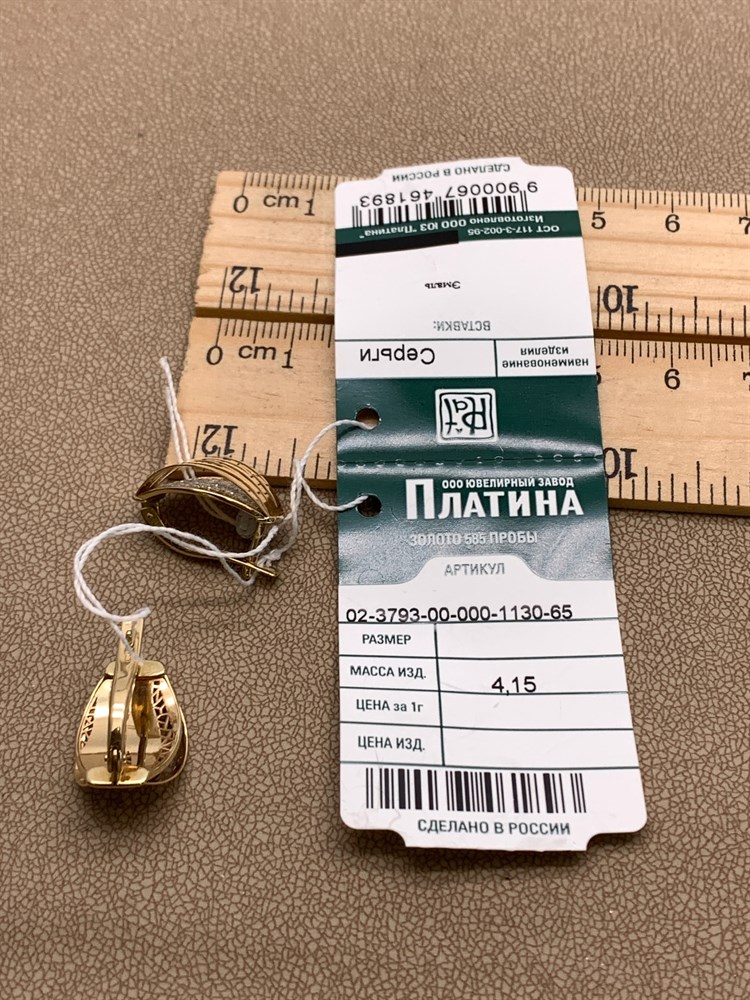 СДЕЛАНО В РОССИИ
9 900067 461893
ОСТ 117-3-002-95
Изготовлено ООО ЮЗ "Платина"
Эмаль
ВСТАВКИ:
наименование
изделия
Серьги
0 cm 1
5 6 7
12
10
0 cm 1
6 7
12
10
Plat
ООО ЮВЕЛИРНЫЙ ЗАВОД
ПЛАТИНА
ЗОЛОТО 585 ПРОБЫ
АРТИКУЛ
02-3793-00-000-1130-65
РАЗМЕР
МАССА ИЗД. 4,15
ЦЕНА за 1г
ЦЕНА ИЗД.
СДЕЛАНО В РОССИИ